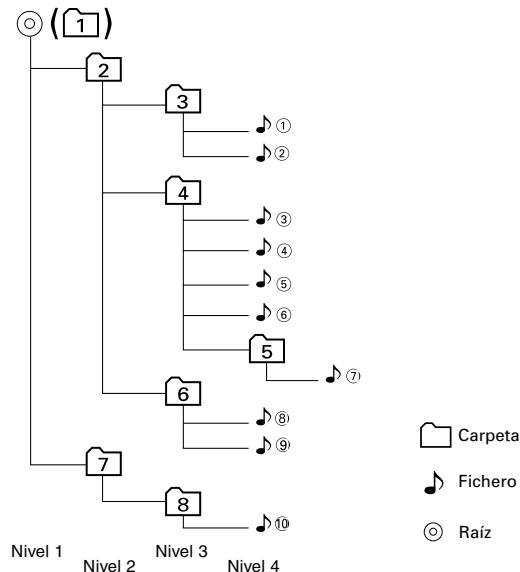 (1)
2
3
①
②
4
③
④
⑤
⑥
5
⑦
6
⑧
⑨
7
8
⑩
Carpeta
Fichero
Raíz
Nivel 1
Nivel 2
Nivel 3
Nivel 4